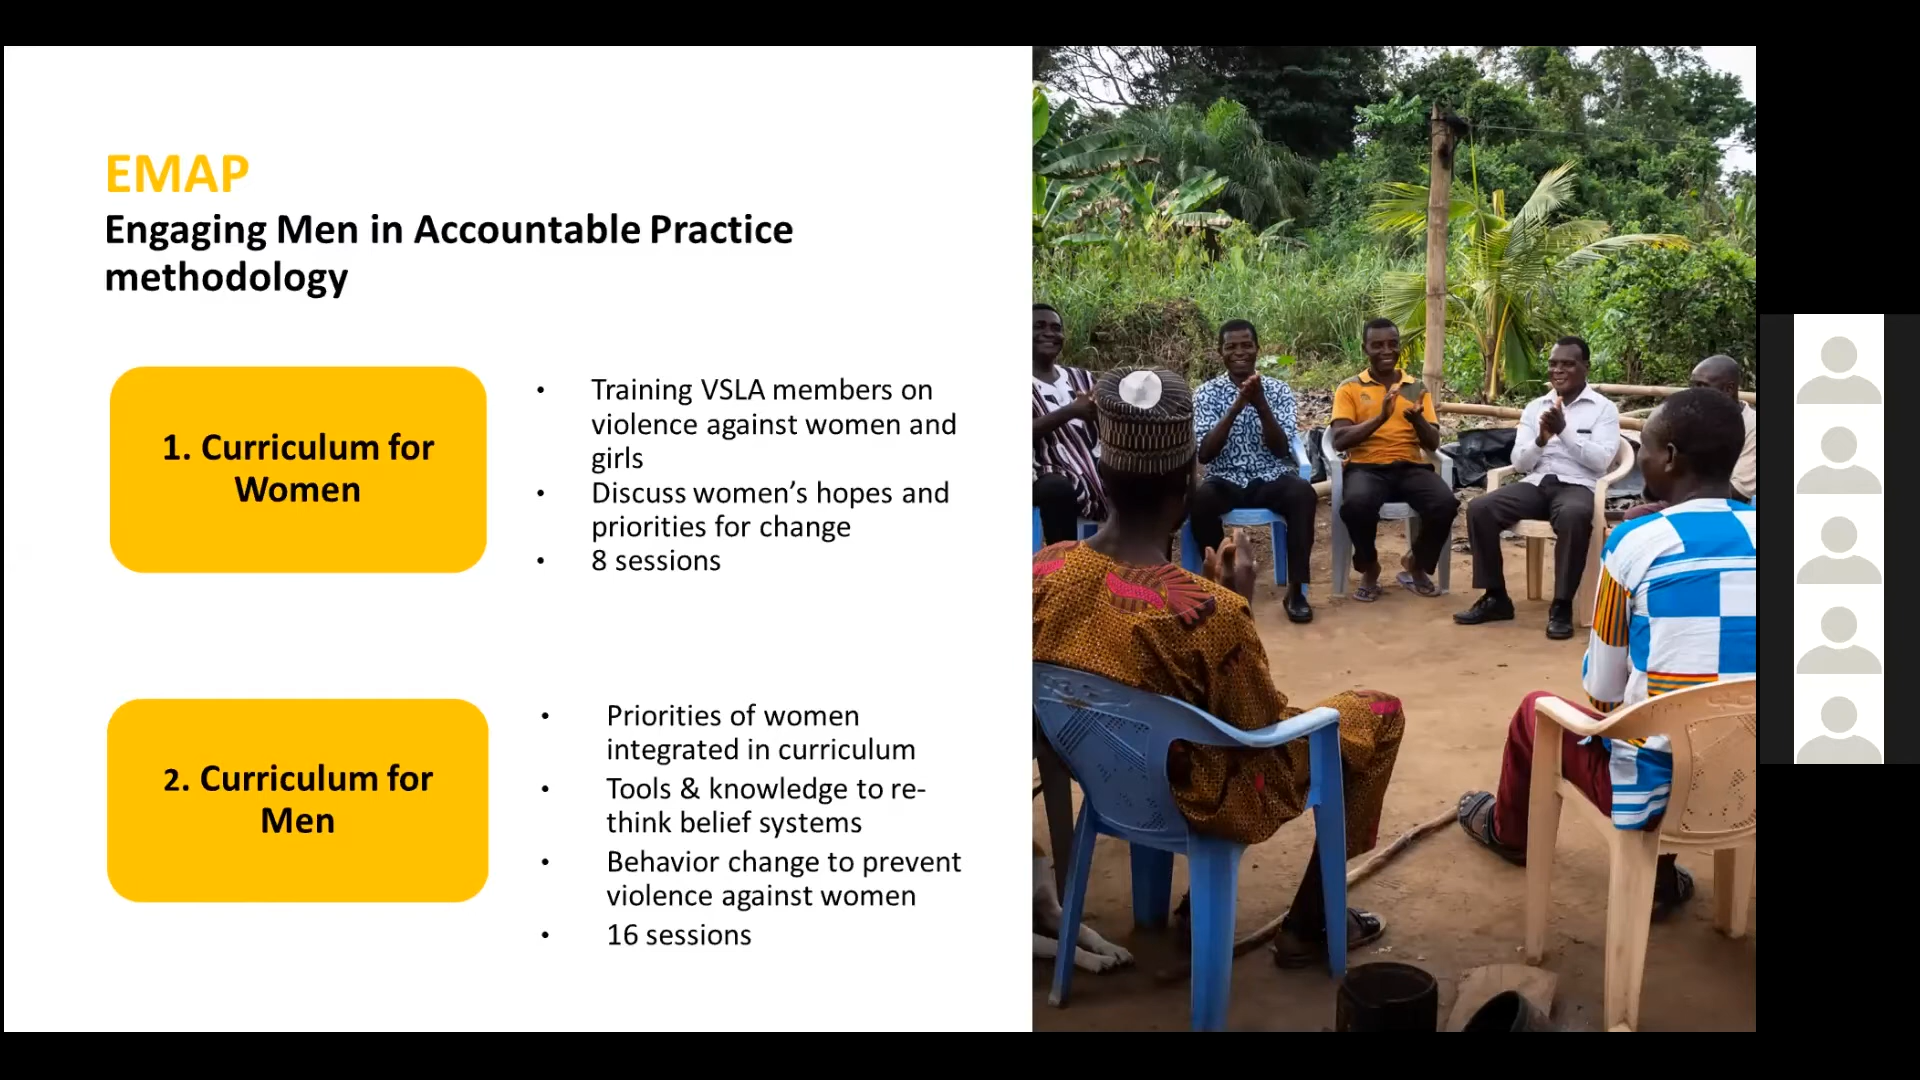 EMAP
Engaging Men in Accountable Practice
methodology
1. Curriculum for
Women
• Training VSLA members on
violence against women and
girls
• Discuss women’s hopes and
priorities for change
• 8 sessions
2. Curriculum for
Men
• Priorities of women
integrated in curriculum
• Tools & knowledge to re-
think belief systems
• Behavior change to prevent
violence against women
• 16 sessions